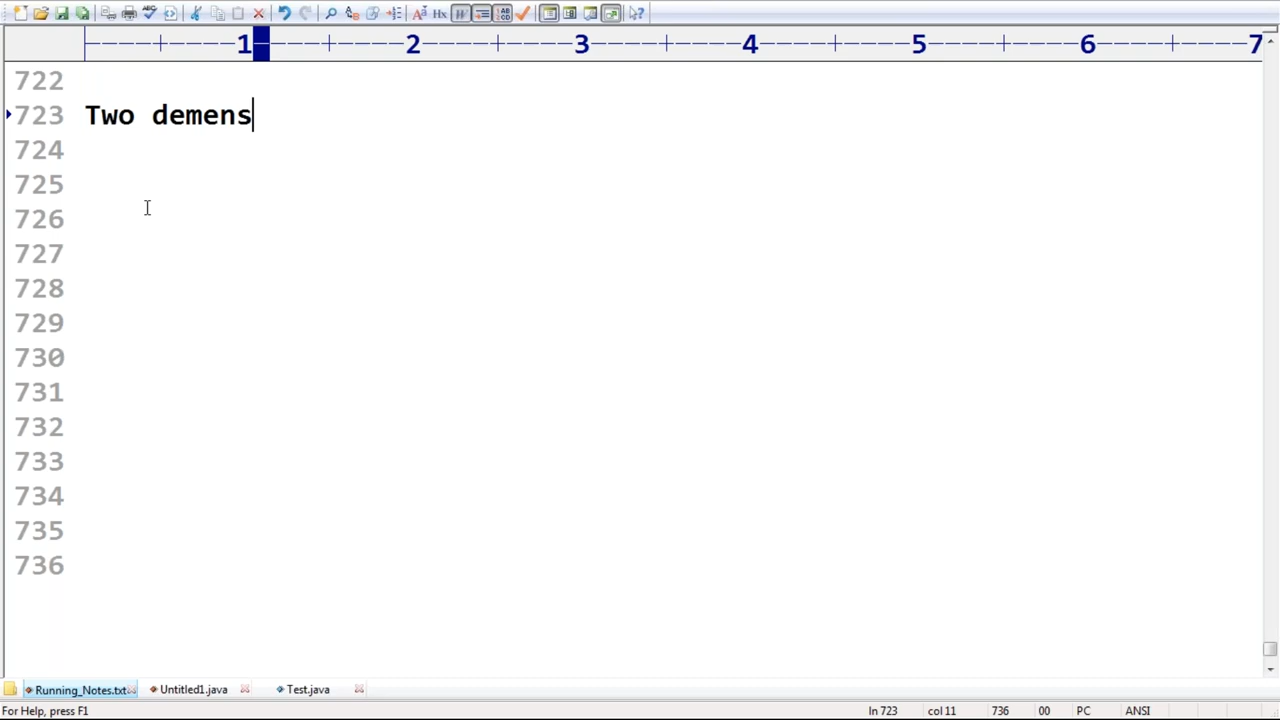 Hx
1 2 3 4 5 6 7
722
723 Two demens
724
725
726
727
728
729
730
731
732
733
734
735
736
Running_Notes.txt Untitled1.java Test.java
For Help, press F1 ln 723 col 11 736 00 PC ANSI